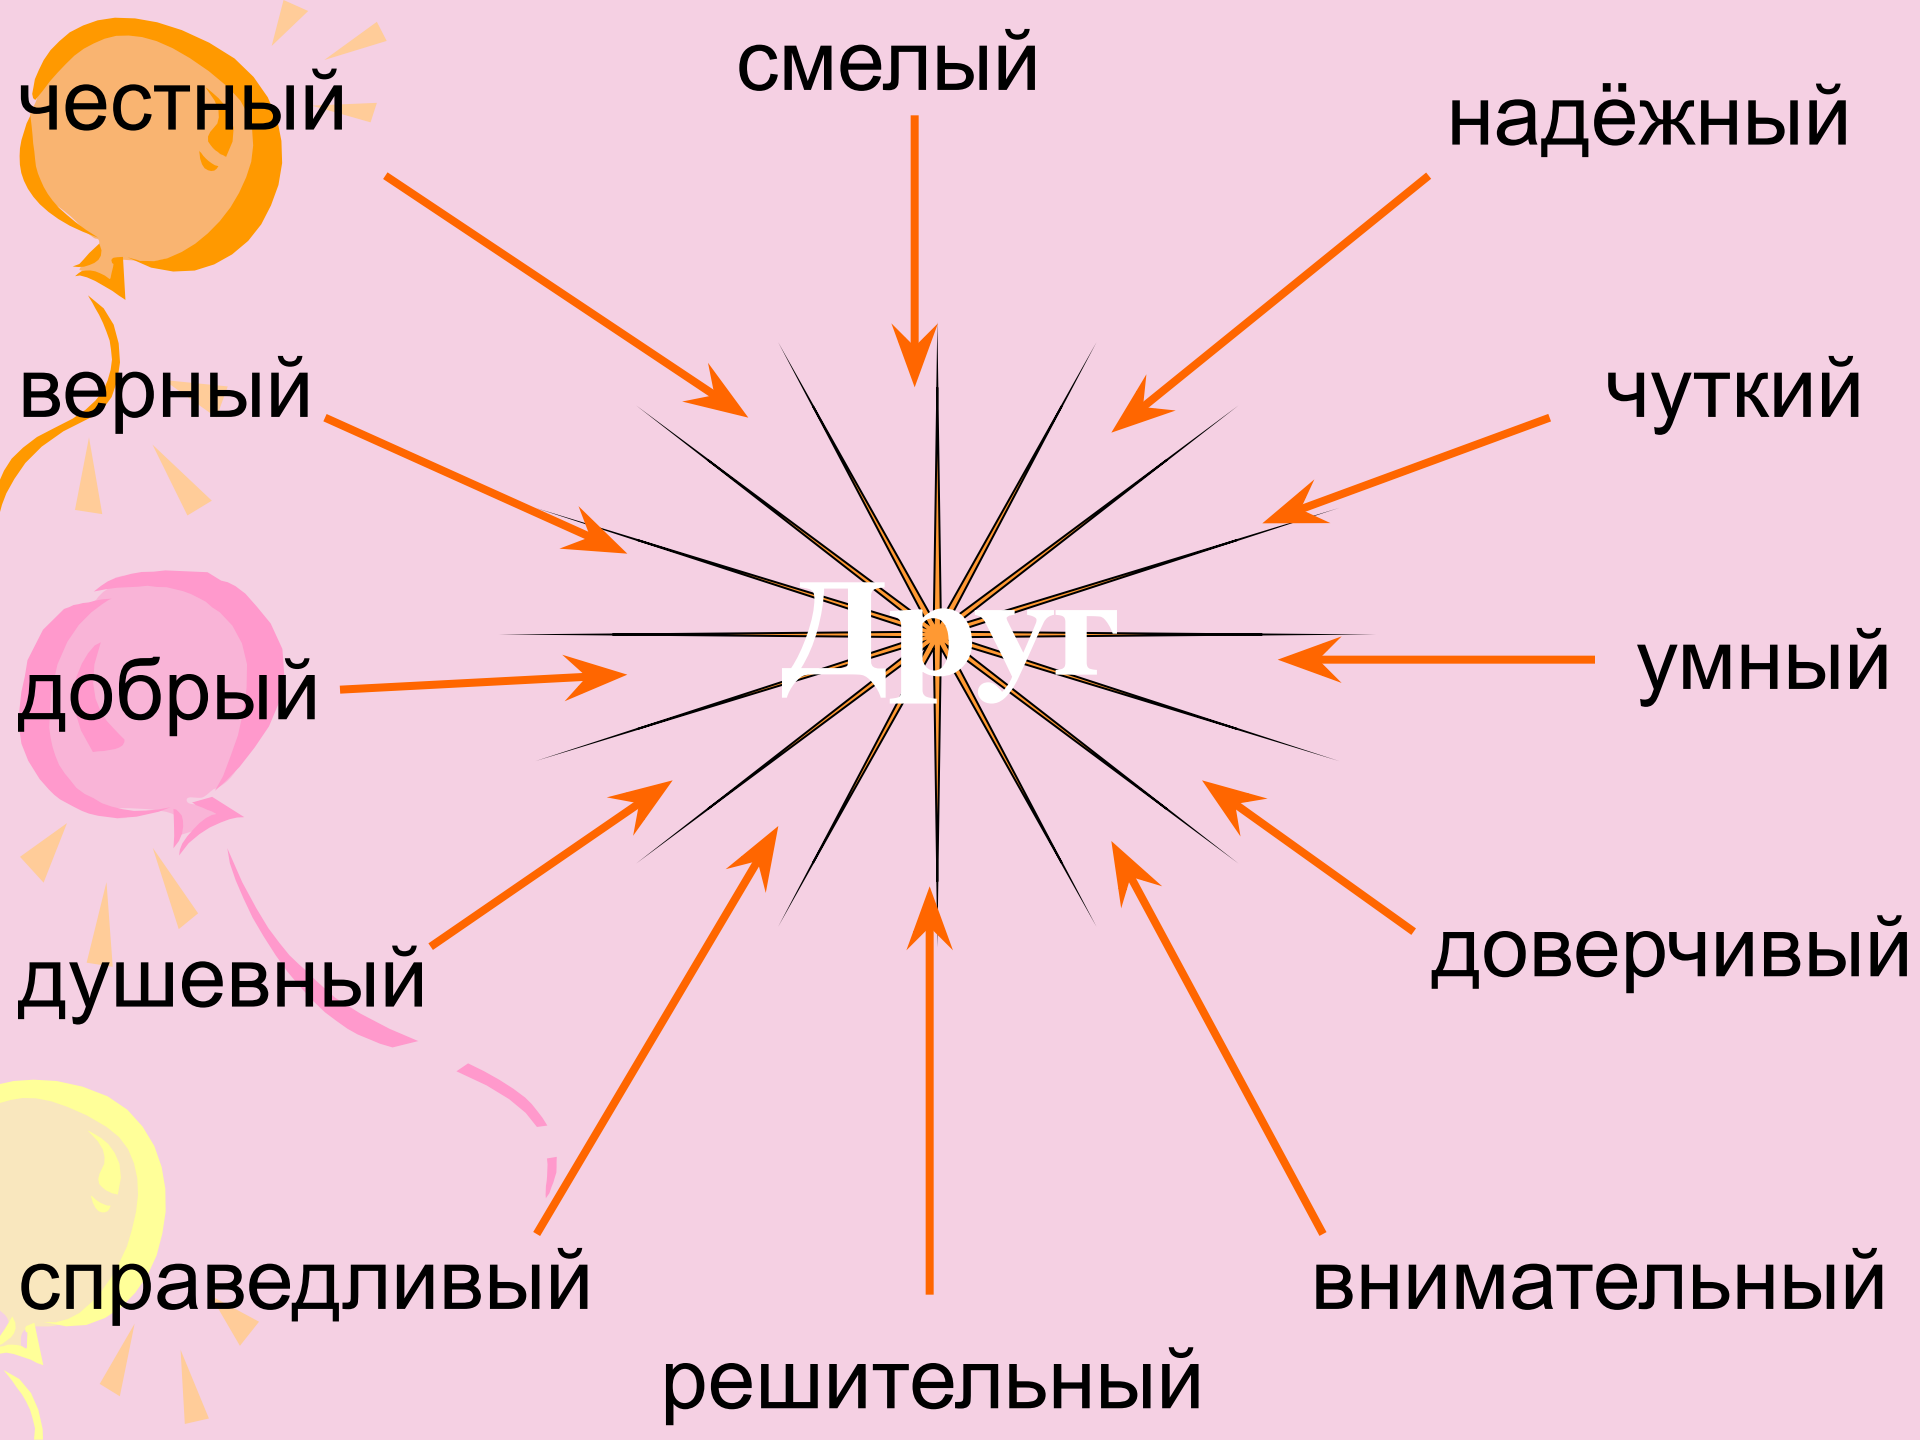 честный
смелый
надёжный
верный
чуткий
Друг
добрый
умный
душевный
доверчивый
справедливый
внимательный
решительный